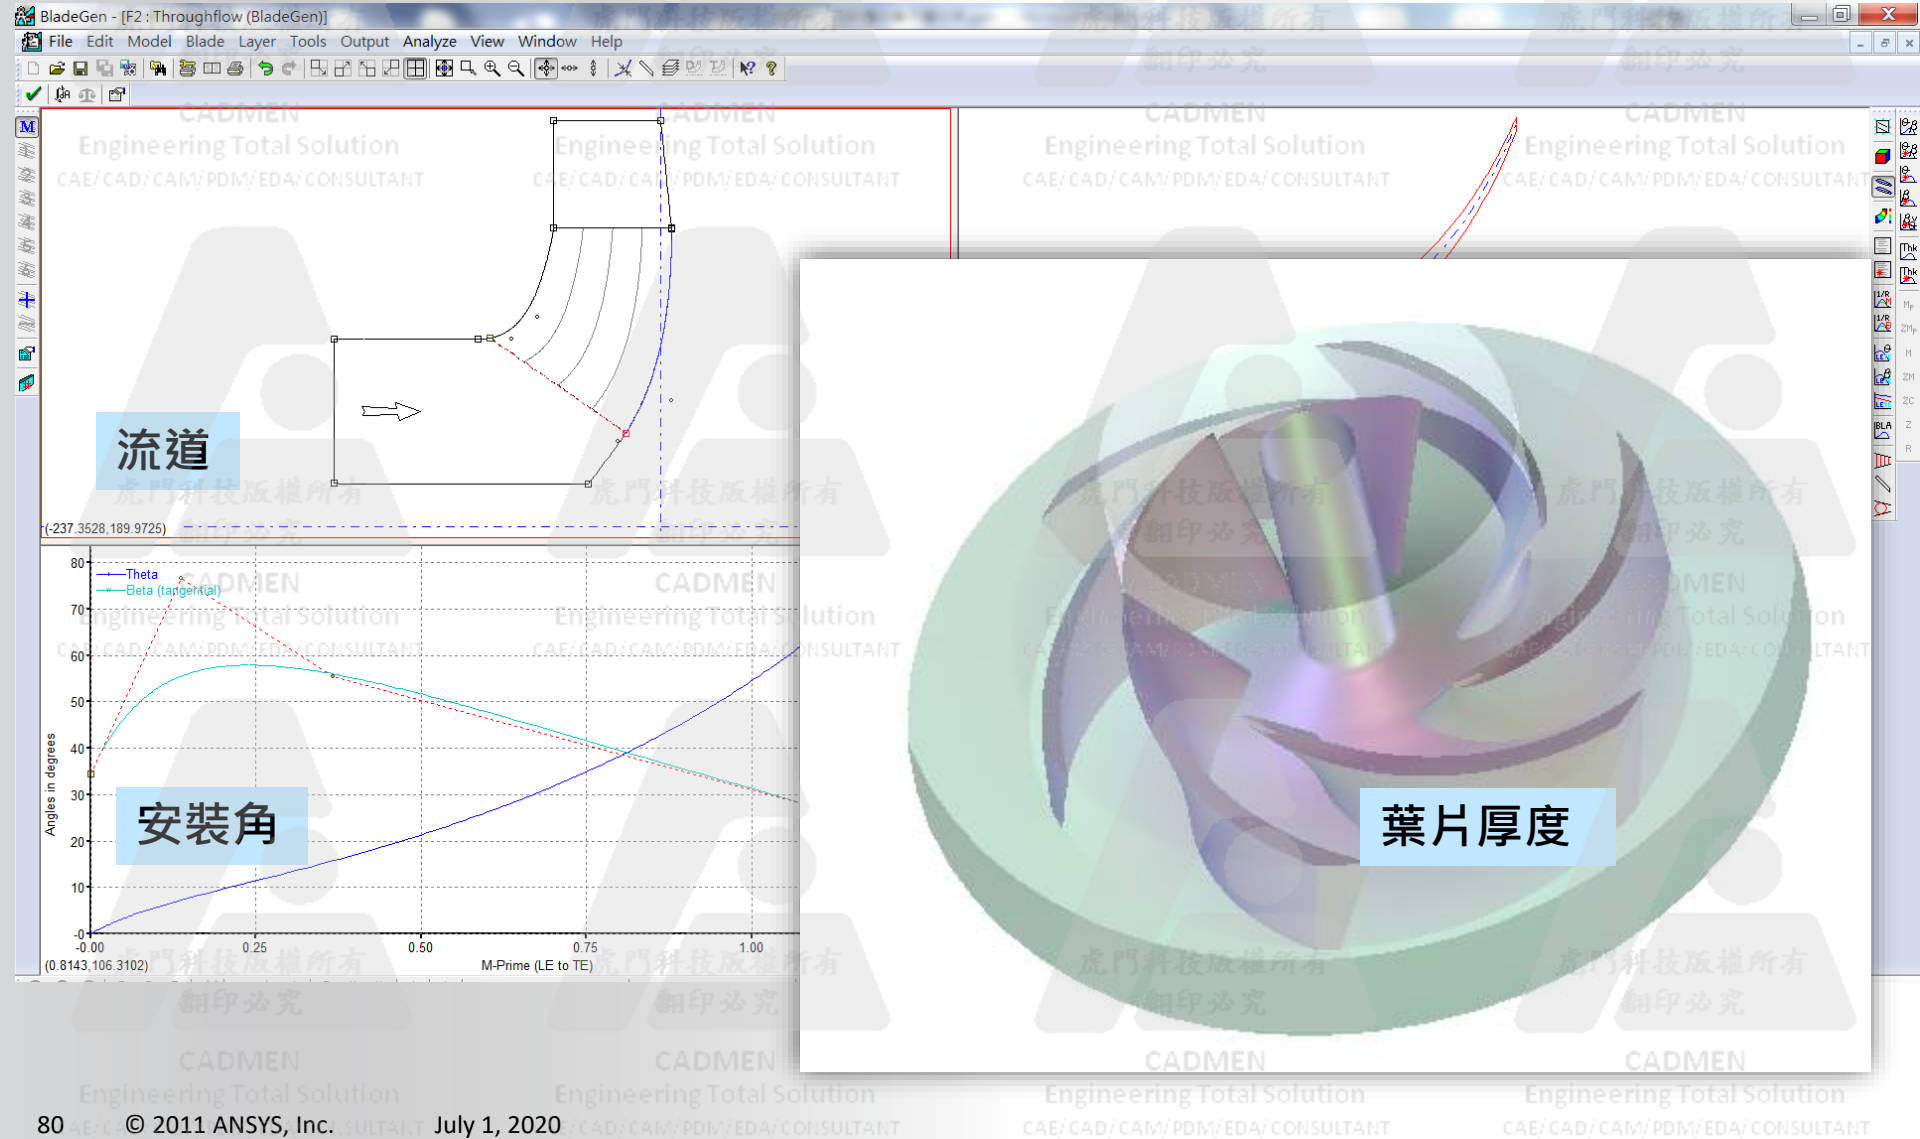 BladeGen - [F2 : Throughflow (BladeGen)]
File Edit Model Blade Layer Tools Output Analyze View Window Help
流道
(-237.3528,189.9725)
Theta
Beta (tangential)
80
70
60
50
40
30
20
10
-0
Angles in degrees
-0.00 0.25 0.50 0.75 1.00
(0.8143,106.3102)
M-Prime (LE to TE)
安裝角
葉片厚度
CADMEN
Engineering Total Solution
CAE/CAD/CAM/PDM/EDA/CONSULTANT
虎門科技版權所有
翻印必究
80 © 2011 ANSYS, Inc. July 1, 2020